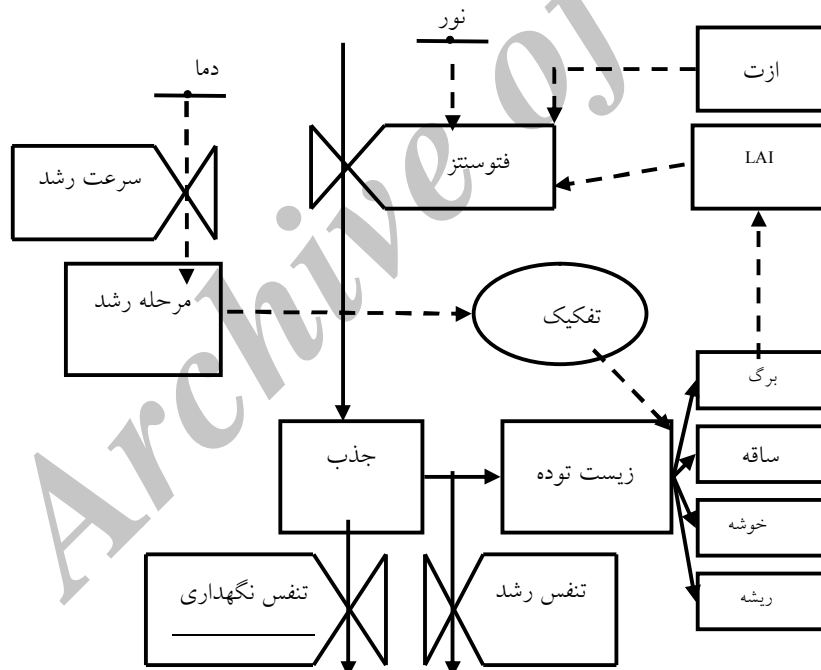 نور
دما
ازت
فتوسنتز
LAI
سرعت رشد
مرحله رشد
تفکیک
برگ
جذب
زیست توده
ساقه
خوشه
تنفس نگهداری
تنفس رشد
ریشه
Archive of